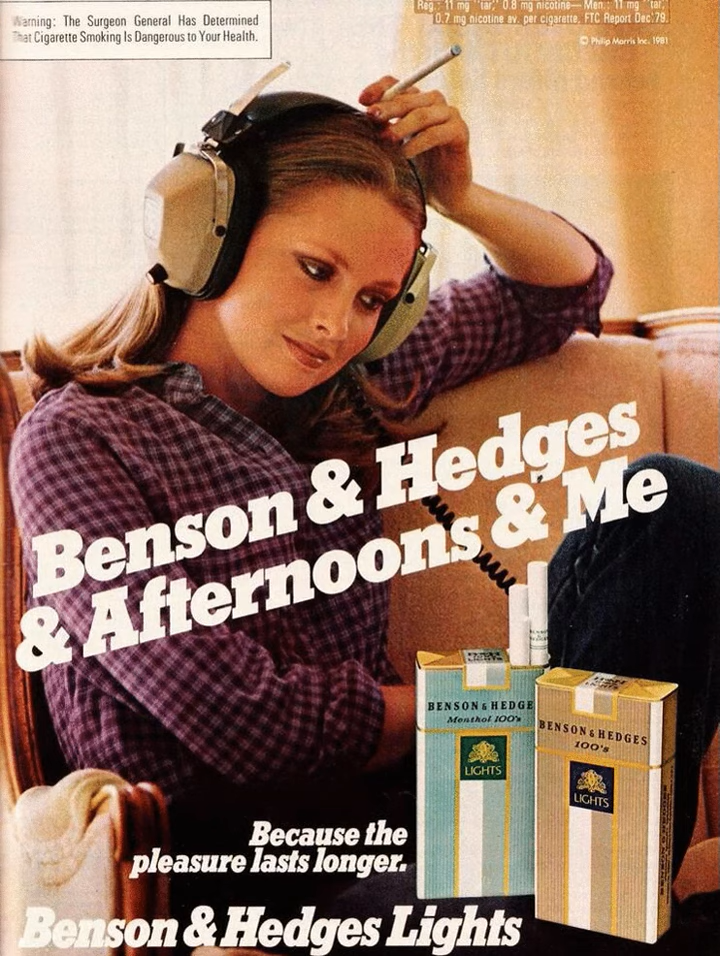 Warning: The Surgeon General Has Determined
That Cigarette Smoking Is Dangerous to Your Health.
Reg.: 11 mg "tar," 0.8 mg nicotine—Men.: 11 mg "tar,"
0.7 mg nicotine av. per cigarette, FTC Report Dec.'79.
© Philip Morris Inc. 1981
Benson & Hedges
& Afternoons & Me
LIGHTS
BENSON & HEDGE
Menthol 100's
LIGHTS
BENSON & HEDGES
100's
LIGHTS
Because the
pleasure lasts longer.
Benson & Hedges Lights